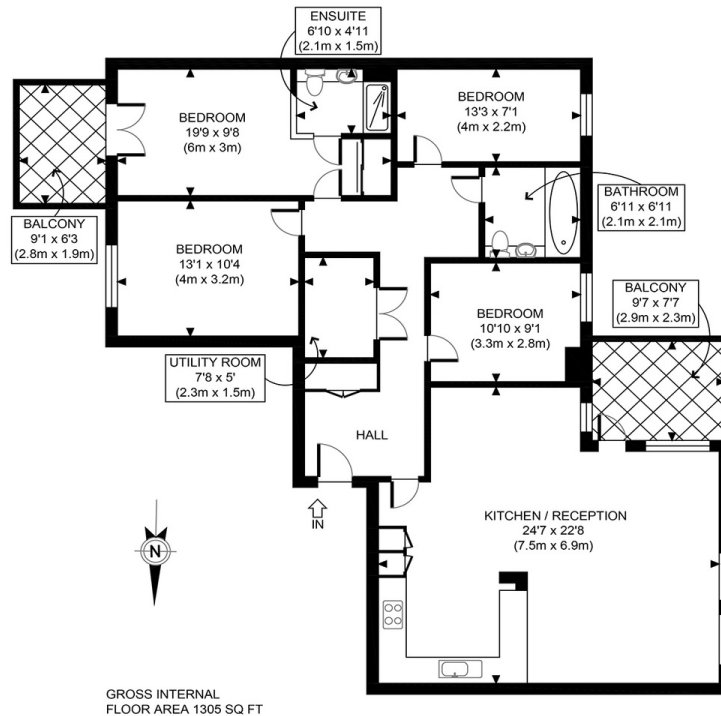 ENSUITE
6'10 x 4'11
(2.1m x 1.5m)
BEDROOM
19'9 x 9'8
(6m x 3m)
BEDROOM
13'3 x 7'1
(4m x 2.2m)
BATHROOM
6'11 x 6'11
(2.1m x 2.1m)
BALCONY
9'1 x 6'3
(2.8m x 1.9m)
BEDROOM
13'1 x 10'4
(4m x 3.2m)
BEDROOM
10'10 x 9'1
(3.3m x 2.8m)
BALCONY
9'7 x 7'7
(2.9m x 2.3m)
UTILITY ROOM
7'8 x 5'
(2.3m x 1.5m)
HALL
IN
KITCHEN / RECEPTION
24'7 x 22'8
(7.5m x 6.9m)
N
GROSS INTERNAL
FLOOR AREA 1305 SQ FT